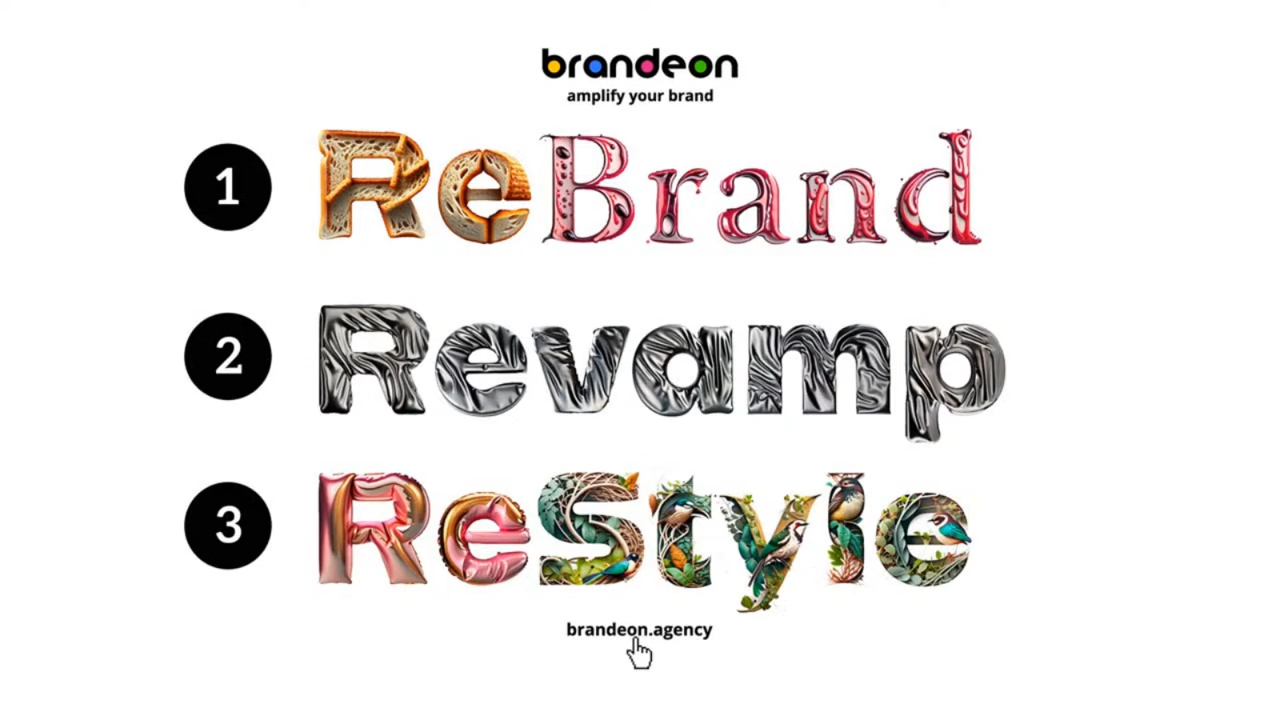 brandeon
amplify your brand
1 ReBrand
2 Revamp
3 ReStyle
brandeon.agency